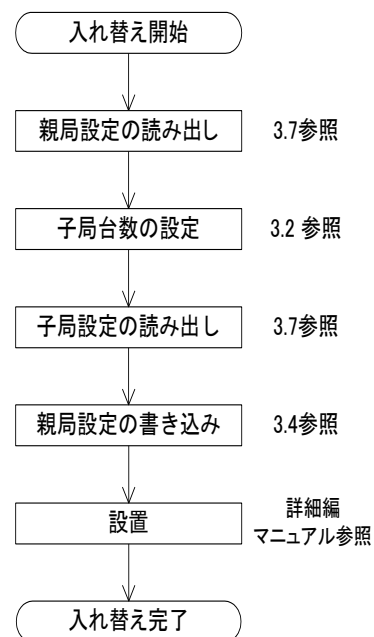 入れ替え開始
親局設定の読み出し 3.7参照
子局台数の設定 3.2 参照
子局設定の読み出し 3.7参照
親局設定の書き込み 3.4参照
設置
詳細編
マニュアル参照
入れ替え完了